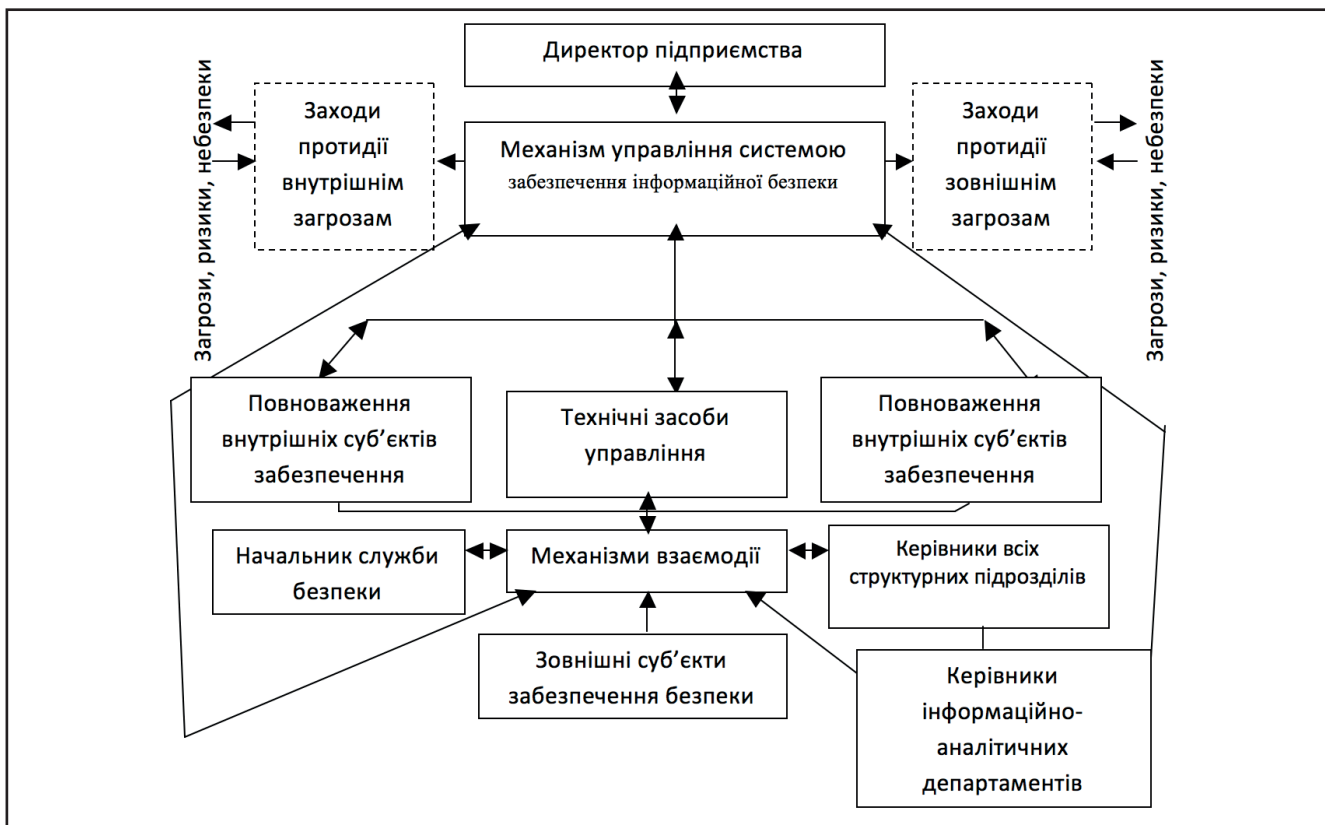 Директор підприємства
Загрози, ризики, небезпеки
Заходи
протидії
внутрішнім
загрозам
Механізм управління системою
забезпечення інформаційної безпеки
Заходи
протидії
зовнішнім
загрозам
Загрози, ризики, небезпеки
Повноваження
внутрішніх суб’єктів
забезпечення
Технічні засоби
управління
Повноваження
внутрішніх суб’єктів
забезпечення
Начальник служби
безпеки
Механізми взаємодії
Керівники всіх
структурних підрозділів
Зовнішні суб’єкти
забезпечення безпеки
Керівники
інформаційно-
аналітичних
департаментів